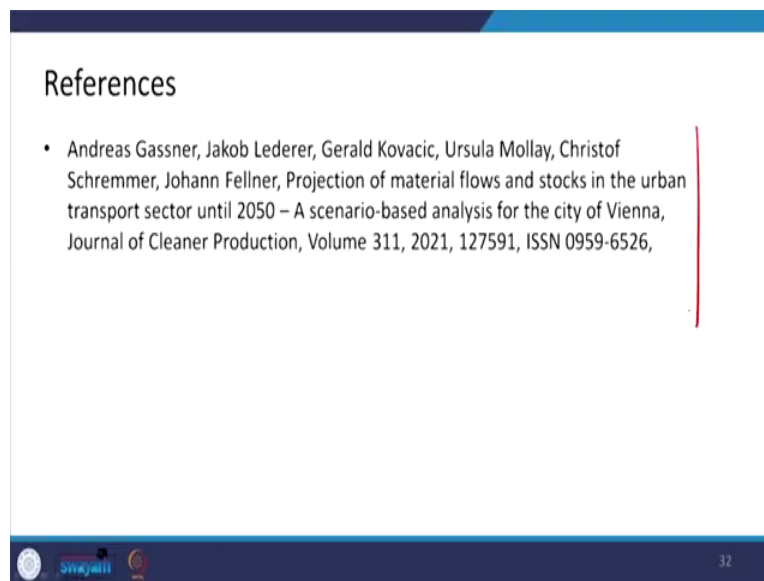 References
• Andreas Gassner, Jakob Lederer, Gerald Kovacic, Ursula Mollay, Christof
Schremmer, Johann Fellner, Projection of material flows and stocks in the urban
transport sector until 2050 – A scenario-based analysis for the city of Vienna,
Journal of Cleaner Production, Volume 311, 2021, 127591, ISSN 0959-6526,
swayam
32